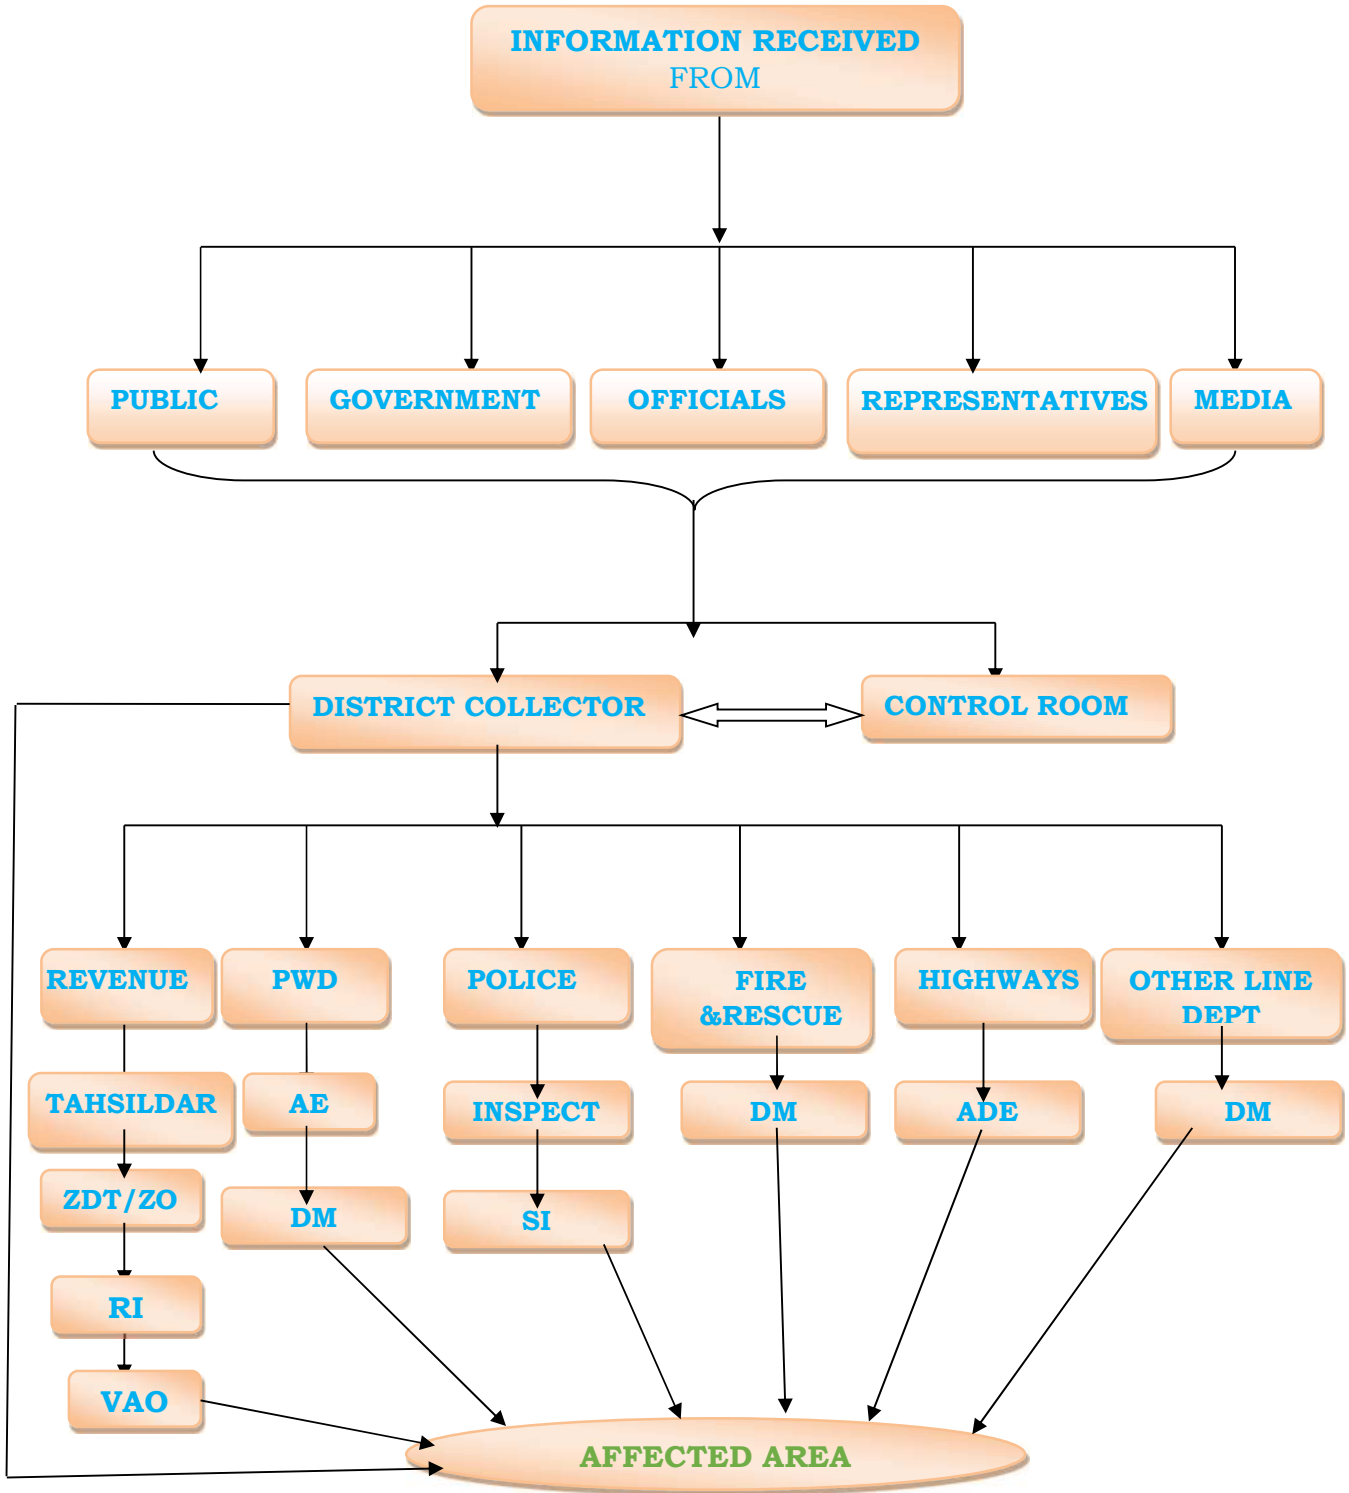 INFORMATION RECEIVED
FROM
PUBLIC
GOVERNMENT
OFFICIALS
REPRESENTATIVES
MEDIA
DISTRICT COLLECTOR
CONTROL ROOM
REVENUE
PWD
POLICE
FIRE
&RESCUE
HIGHWAYS
OTHER LINE
DEPT
TAHSILDAR
AE
INSPECT
DM
ADE
DM
ZDT/ZO
DM
SI
RI
VAO
AFFECTED AREA